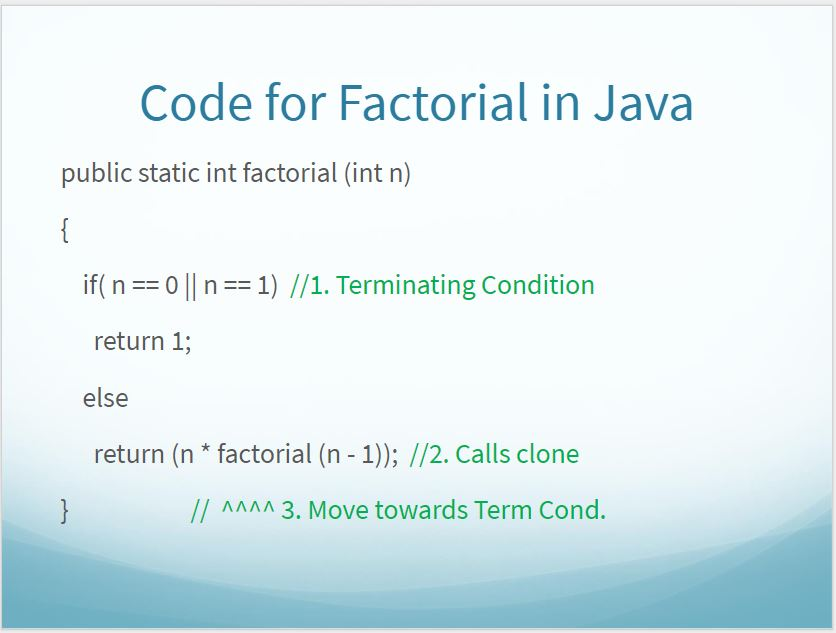 Code for Factorial in Java
public static int factorial (int n)
{
if( n == 0 || n == 1) //1. Terminating Condition
return 1;
else
return (n * factorial (n - 1)); //2. Calls clone
} // ^^^^ 3. Move towards Term Cond.